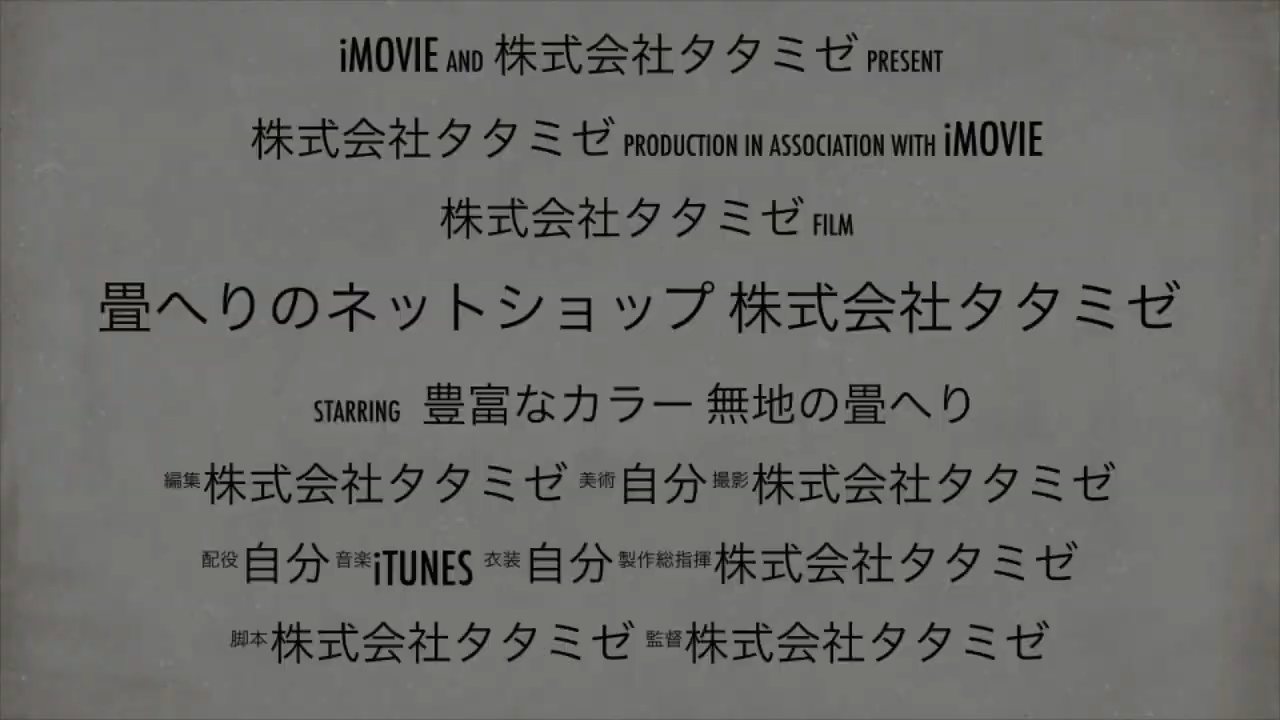 iMOVIE AND 株式会社タタミゼ PRESENT
株式会社タタミゼ PRODUCTION IN ASSOCIATION WITH iMOVIE
株式会社タタミゼ FILM
畳へりのネットショップ 株式会社タタミゼ
STARRING 豊富なカラー 無地の畳へり
編集 株式会社タタミゼ 美術 自分 撮影 株式会社タタミゼ
配役 自分 音楽 iTUNES 衣装 自分 製作総指揮 株式会社タタミゼ
脚本 株式会社タタミゼ 監督 株式会社タタミゼ